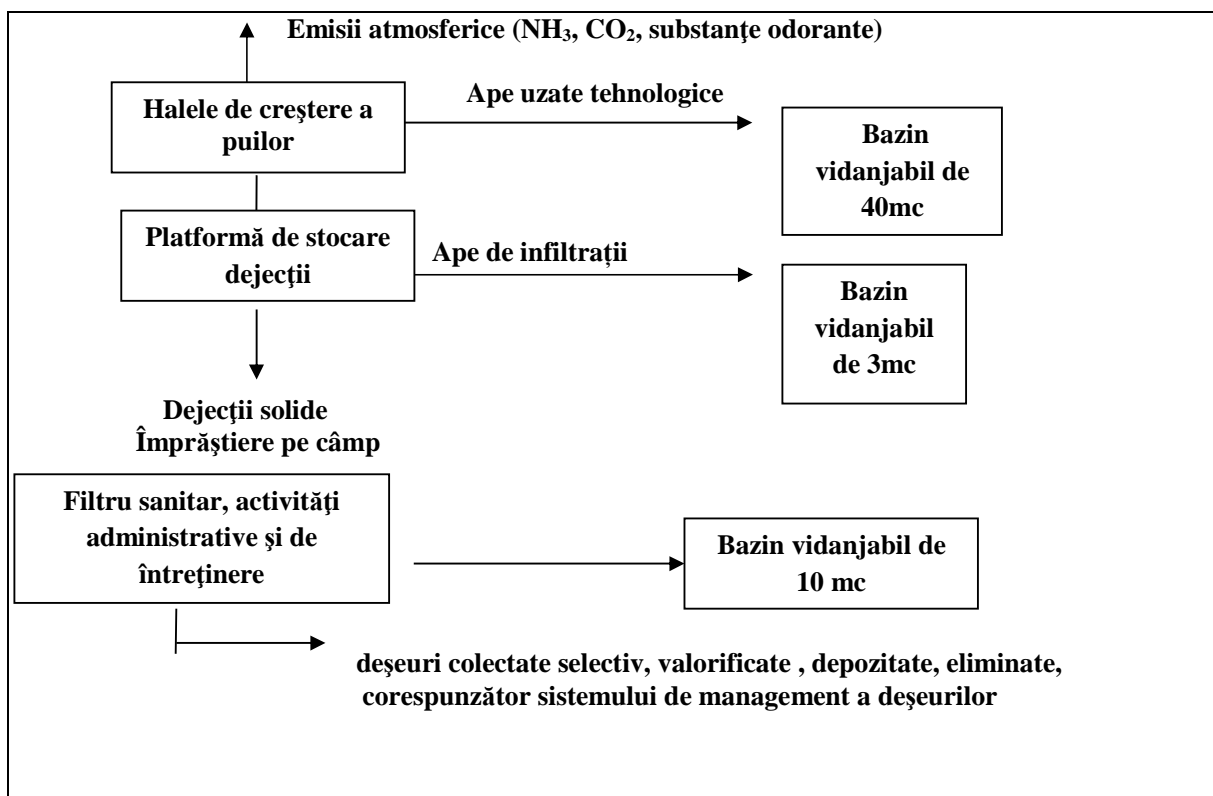 Emisii atmosferice (NH₃, CO₂, substanţe odorante)
Halele de creştere a
puilor
Ape uzate tehnologice
Bazin
vidanjabil de
40mc
Platformă de stocare
dejecţii
Ape de infiltrații
Bazin
vidanjabil
de 3mc
Dejecţii solide
Împrăştiere pe câmp
Filtru sanitar, activităţi
administrative şi de
întreţinere
Bazin vidanjabil de
10 mc
deşeuri colectate selectiv, valorificate , depozitate, eliminate,
corespunzător sistemului de management a deşeurilor